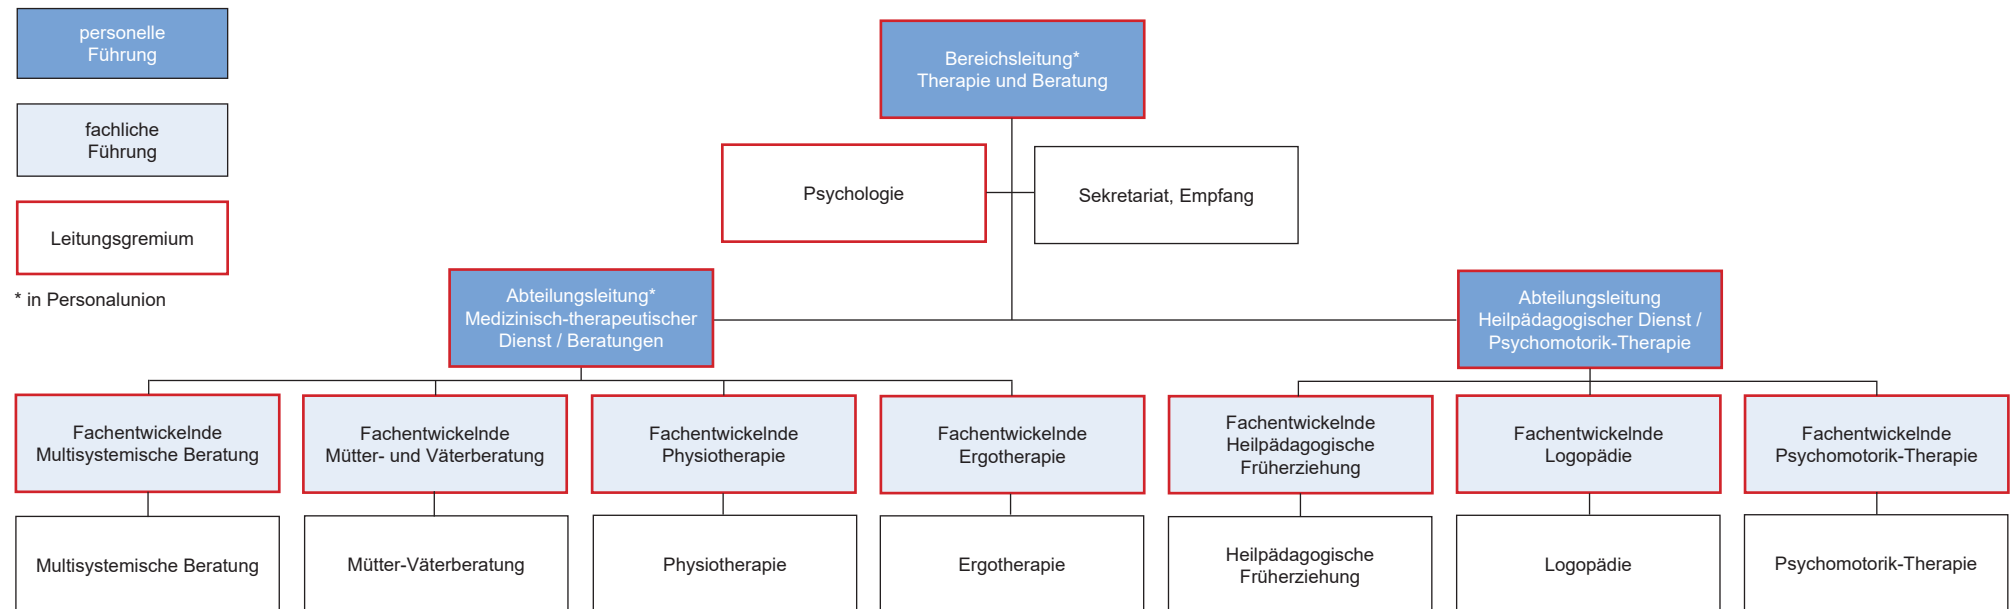 personelle
Führung
fachliche
Führung
Leitungsgremium
* in Personalunion
Bereichsleitung*
Therapie und Beratung
Psychologie
Sekretariat, Empfang
Abteilungsleitung*
Medizinisch-therapeutischer
Dienst / Beratungen
Abteilungsleitung
Heilpädagogischer Dienst /
Psychomotorik-Therapie
Fachentwickelnde
Multisystemische Beratung
Fachentwickelnde
Mütter- und Väterberatung
Fachentwickelnde
Physiotherapie
Fachentwickelnde
Ergotherapie
Fachentwickelnde
Heilpädagogische
Früherziehung
Fachentwickelnde
Logopädie
Fachentwickelnde
Psychomotorik-Therapie
Multisystemische Beratung
Mütter-Väterberatung
Physiotherapie
Ergotherapie
Heilpädagogische
Früherziehung
Logopädie
Psychomotorik-Therapie